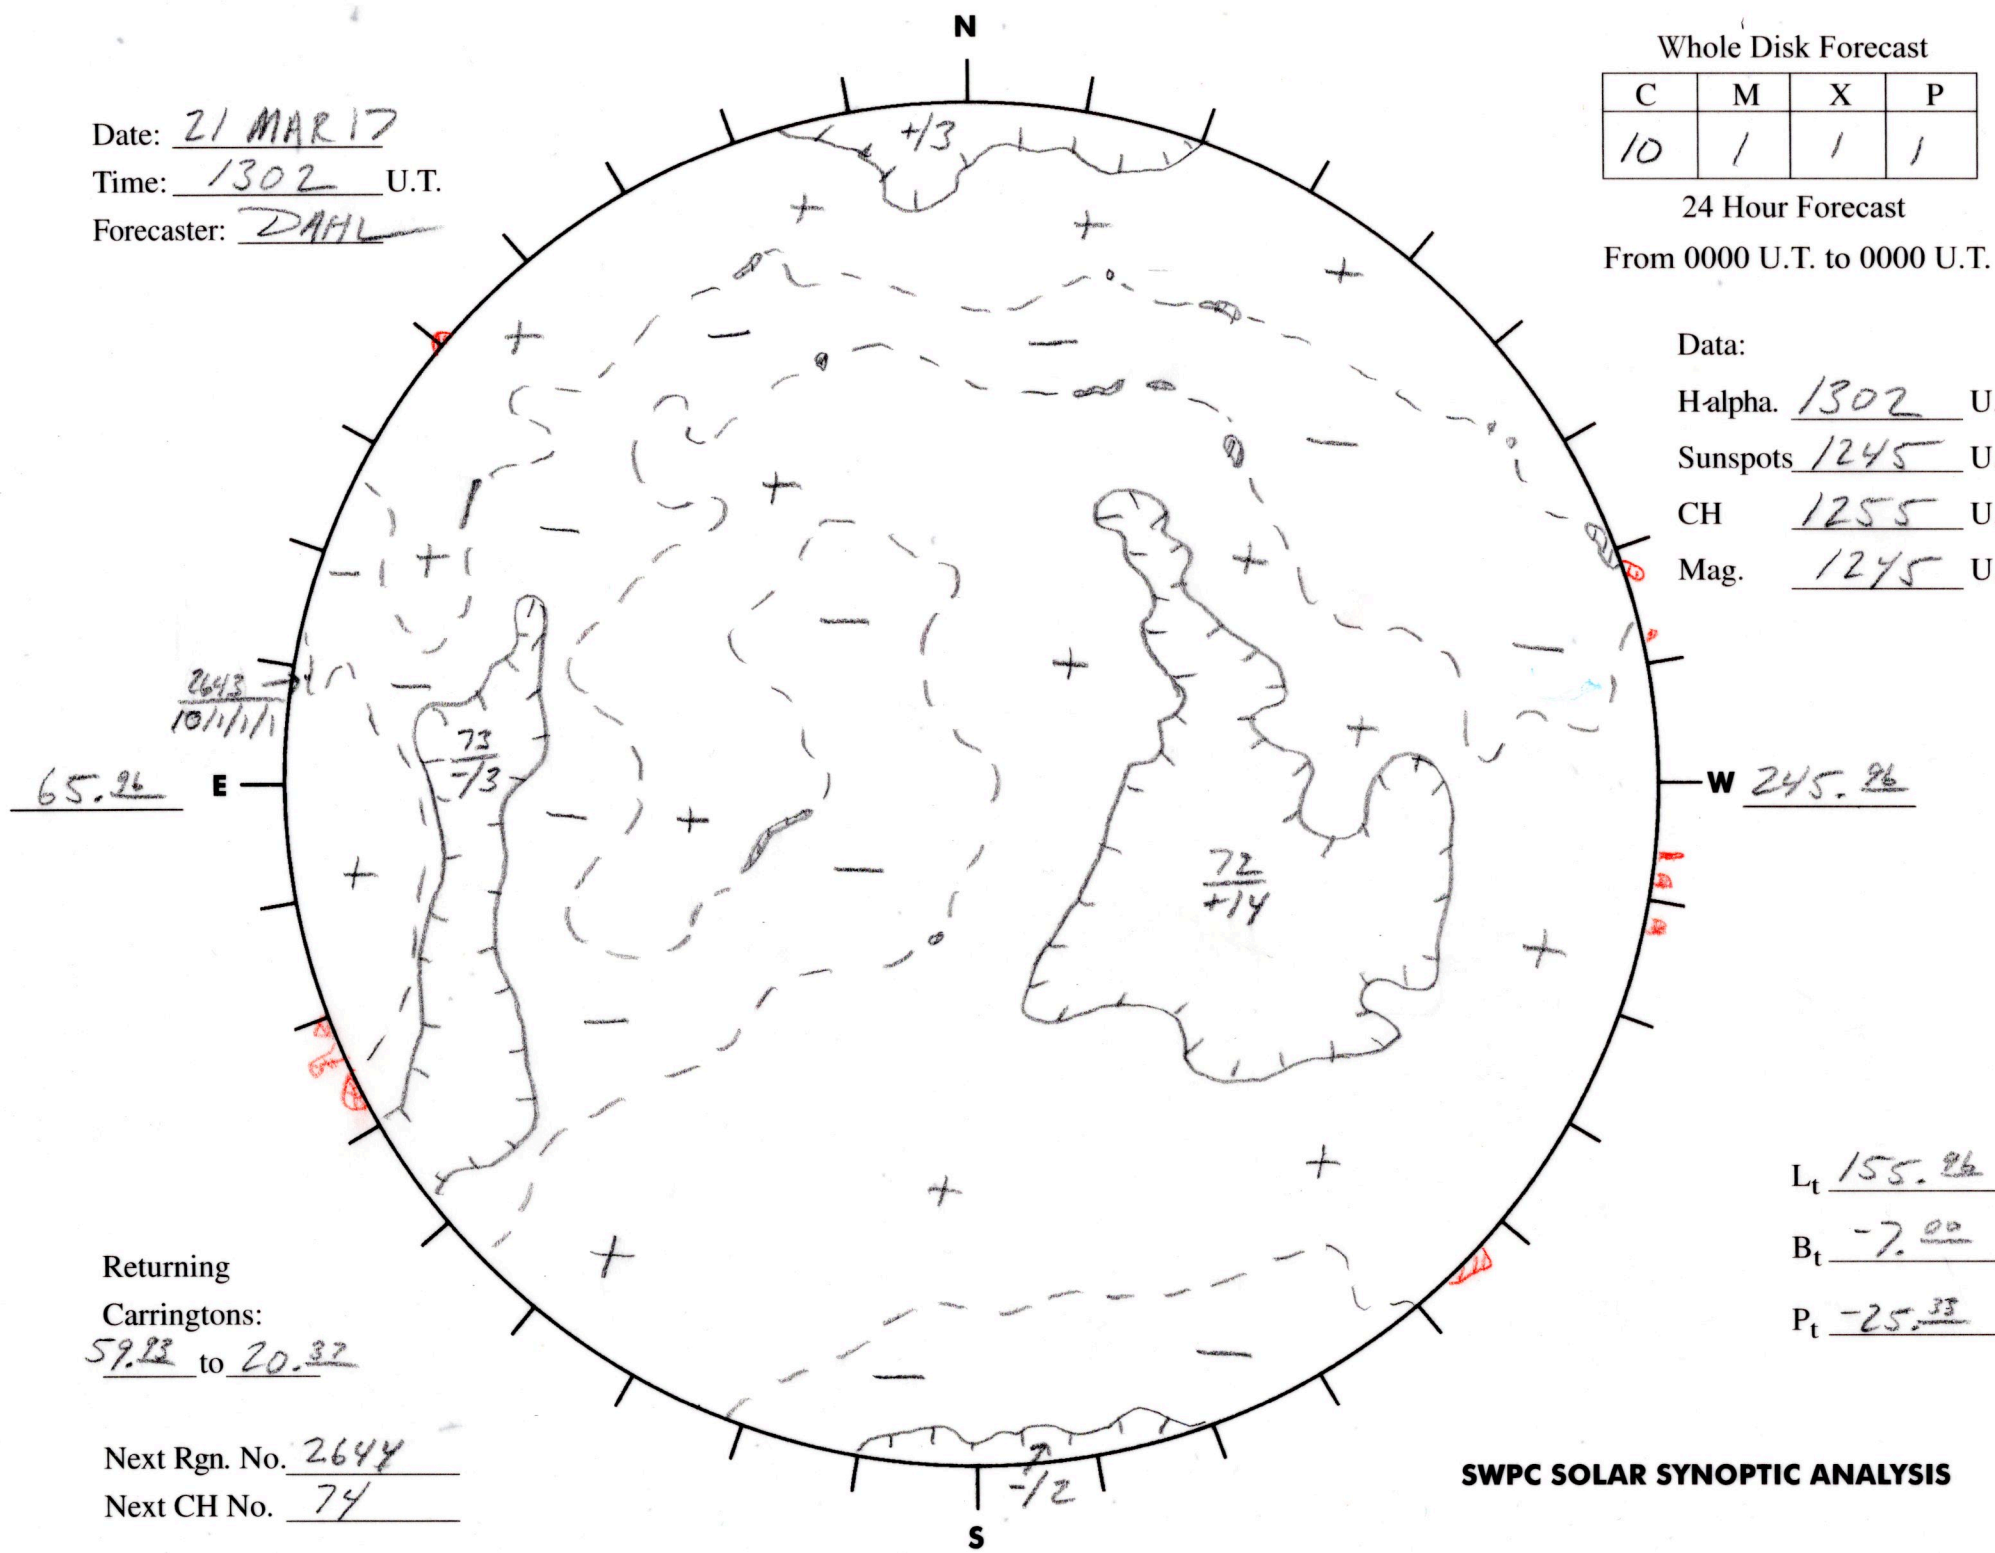 N
Whole Disk Forecast
C M X P
10 1 1 1
24 Hour Forecast
From 0000 U.T. to 0000 U.T.
Date: 21 MAR 17
Time: 1302 U.T.
Forecaster: DAHL
Data:
H-alpha. 1302 U
Sunspots 1245 U
CH 1255 U
Mag. 1245 U
+/3
2643
10/1/1/1
73
-/3
65.96 E
W 245.96
72
+/4
Lt 155.96
Bt -7.00
Pt -25.33
Returning
Carringtons:
59.93 to 20.37
Next Rgn. No. 2644
Next CH No. 74
-/2
S
SWPC SOLAR SYNOPTIC ANALYSIS